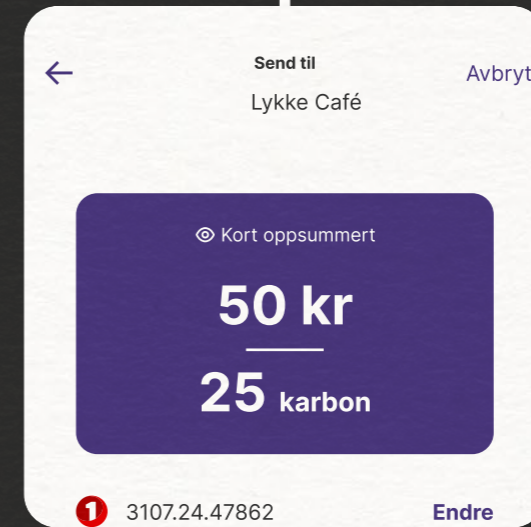 Send til
Avbryt
Lykke Café
Kort oppsummert
50 kr
25 karbon
1 3107.24.47862 Endre